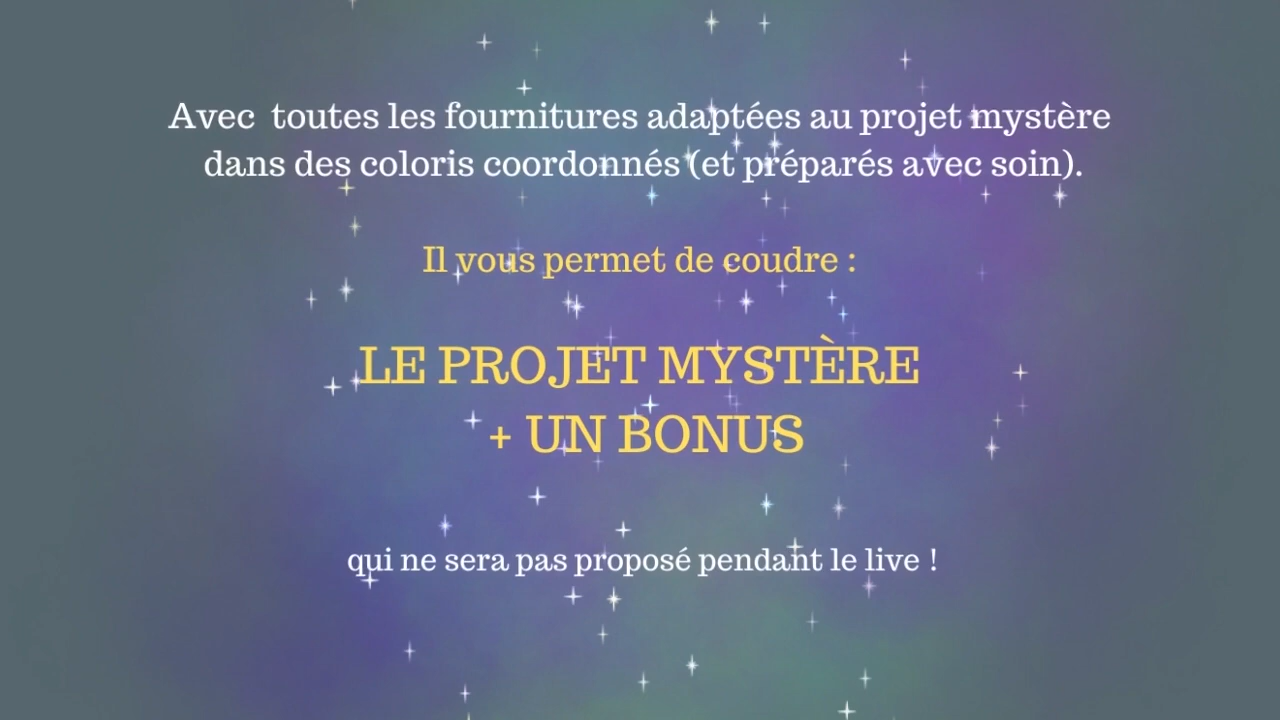 Avec  toutes les fournitures adaptées au projet mystère
dans des coloris coordonnés (et préparés avec soin).
Il vous permet de coudre :
LE PROJET MYSTÈRE
+ UN BONUS
qui ne sera pas proposé pendant le live !